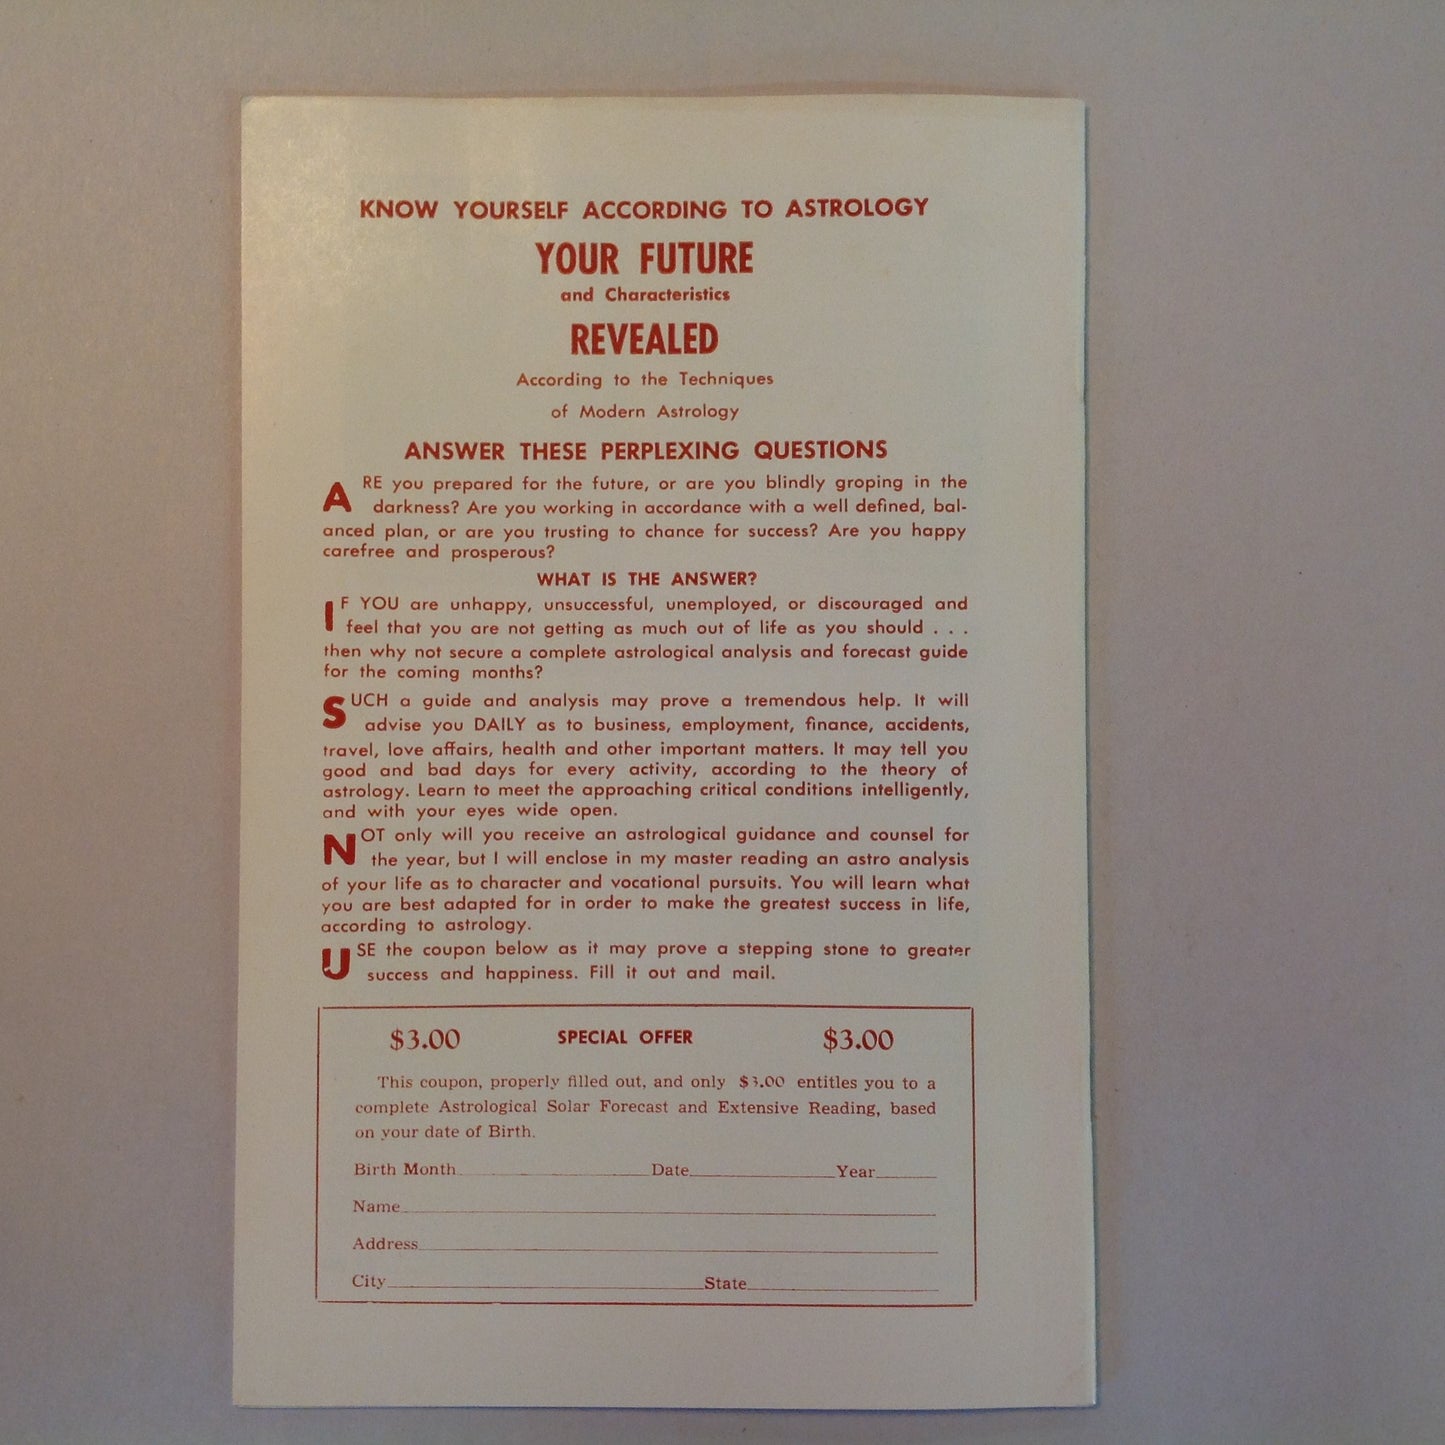 KNOW YOURSELF ACCORDING TO ASTROLOGY
YOUR FUTURE
and Characteristics
REVEALED
According to the Techniques
of Modern Astrology
ANSWER THESE PERPLEXING QUESTIONS
ARE you prepared for the future, or are you blindly groping in the
darkness? Are you working in accordance with a well defined, bal-
anced plan, or are you trusting to chance for success? Are you happy
carefree and prosperous?
WHAT IS THE ANSWER?
IF YOU are unhappy, unsuccessful, unemployed, or discouraged and
feel that you are not getting as much out of life as you should . . .
then why not secure a complete astrological analysis and forecast guide
for the coming months?
SUCH a guide and analysis may prove a tremendous help. It will
advise you DAILY as to business, employment, finance, accidents,
travel, love affairs, health and other important matters. It may tell you
good and bad days for every activity, according to the theory of
astrology. Learn to meet the approaching critical conditions intelligently,
and with your eyes wide open.
NOT only will you receive an astrological guidance and counsel for
the year, but I will enclose in my master reading an astro analysis
of your life as to character and vocational pursuits. You will learn what
you are best adapted for in order to make the greatest success in life,
according to astrology.
USE the coupon below as it may prove a stepping stone to greater
success and happiness. Fill it out and mail.
$3.00 SPECIAL OFFER $3.00
This coupon, properly filled out, and only $3.00 entitles you to a
complete Astrological Solar Forecast and Extensive Reading, based
on your date of Birth.
Birth Month Date Year
Name
Address
City State